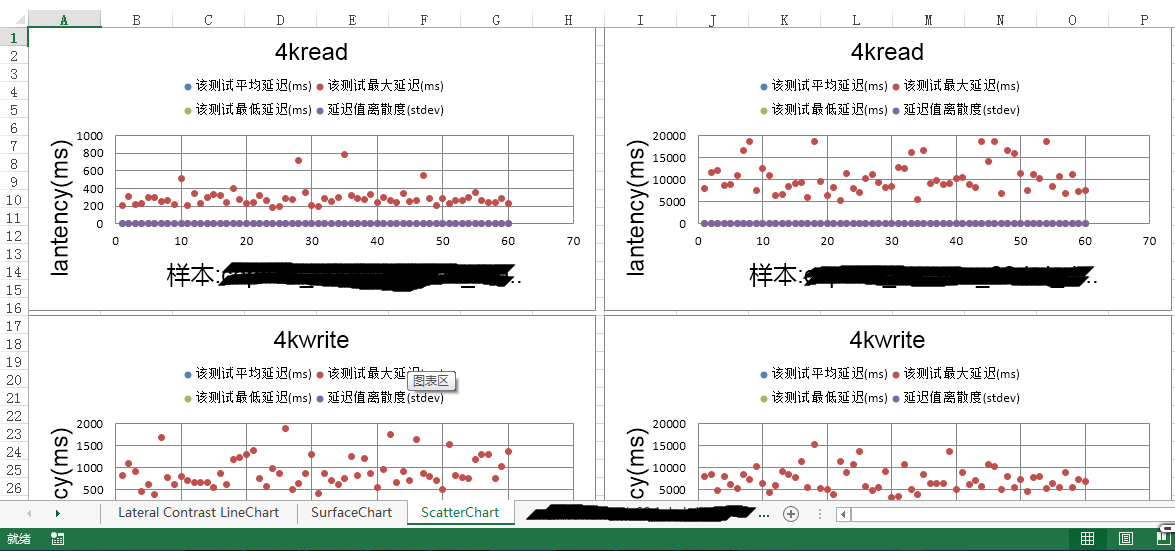 A B C D E F G H I J K L M N O P
1
2
3
4
5
6
7
8
9
10
11
12
13
14
15
16
17
18
19
20
21
22
23
24
25
26
4kread
该测试平均延迟(ms) 该测试最大延迟(ms)
该测试最低延迟(ms) 延迟值离散度(stdev)
lantency(ms)
1000
800
600
400
200
0
0 10 20 30 40 50 60 70
样本:
4kread
该测试平均延迟(ms) 该测试最大延迟(ms)
该测试最低延迟(ms) 延迟值离散度(stdev)
lantency(ms)
20000
15000
10000
5000
0
0 10 20 30 40 50 60 70
样本:
4kwrite
该测试平均延迟(ms) 该测试最大延迟
图表区
该测试最低延迟(ms) 延迟值离散度(stdev)
cy(ms)
2000
1500
1000
500
4kwrite
该测试平均延迟(ms) 该测试最大延迟(ms)
该测试最低延迟(ms) 延迟值离散度(stdev)
cy(ms)
20000
15000
10000
5000
Lateral Contrast LineChart SurfaceChart ScatterChart ...
就绪